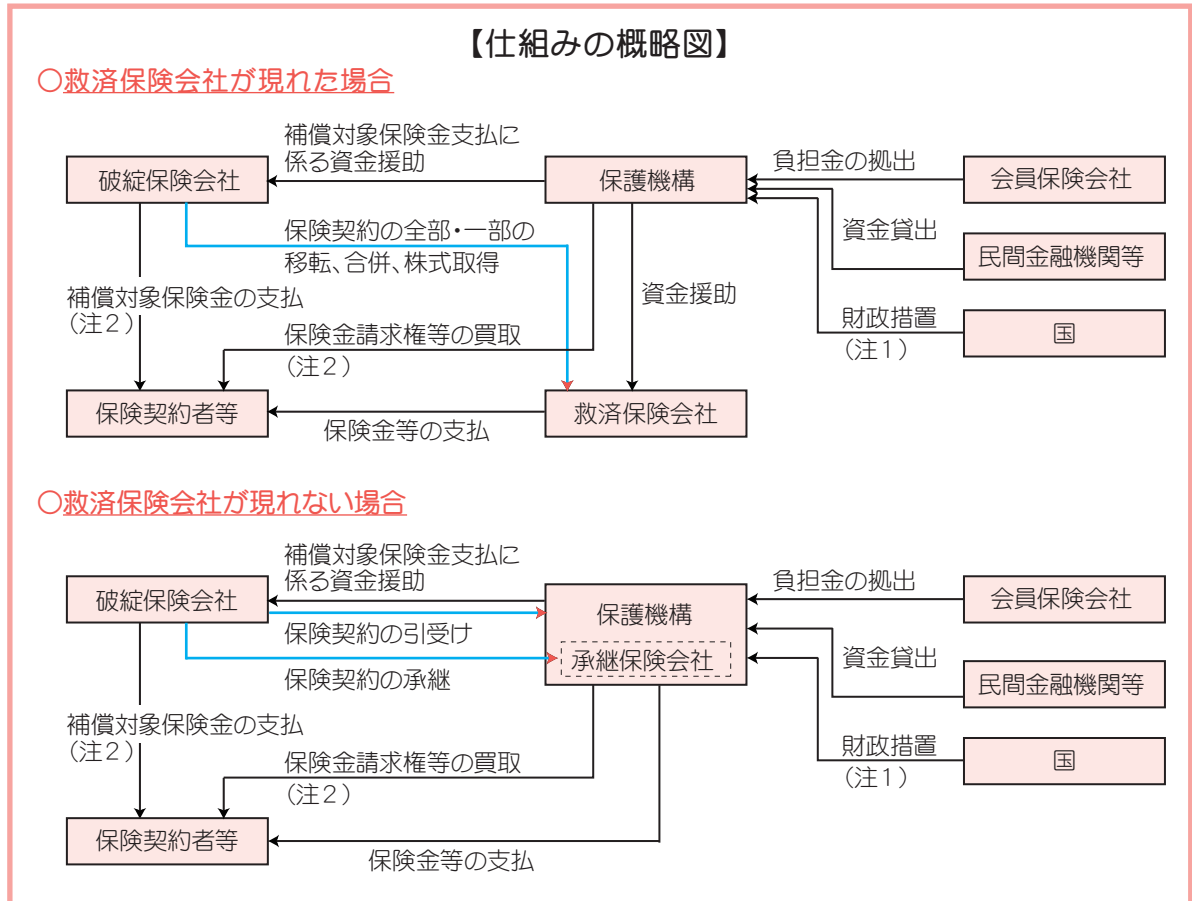 【仕組みの概略図】
○救済保険会社が現れた場合
補償対象保険金支払に
係る資金援助
破綻保険会社
保護機構
負担金の拠出
会員保険会社
保険契約の全部・一部の
移転、合併、株式取得
資金貸出
民間金融機関等
補償対象保険金の支払
(注2)
資金援助
財政措置
(注1)
国
保険金請求権等の買取
(注2)
保険契約者等
救済保険会社
保険金等の支払
○救済保険会社が現れない場合
補償対象保険金支払に
係る資金援助
破綻保険会社
保護機構
負担金の拠出
会員保険会社
保険契約の引受け
承継保険会社
保険契約の承継
資金貸出
民間金融機関等
補償対象保険金の支払
(注2)
財政措置
(注1)
国
保険金請求権等の買取
(注2)
保険契約者等
保険金等の支払